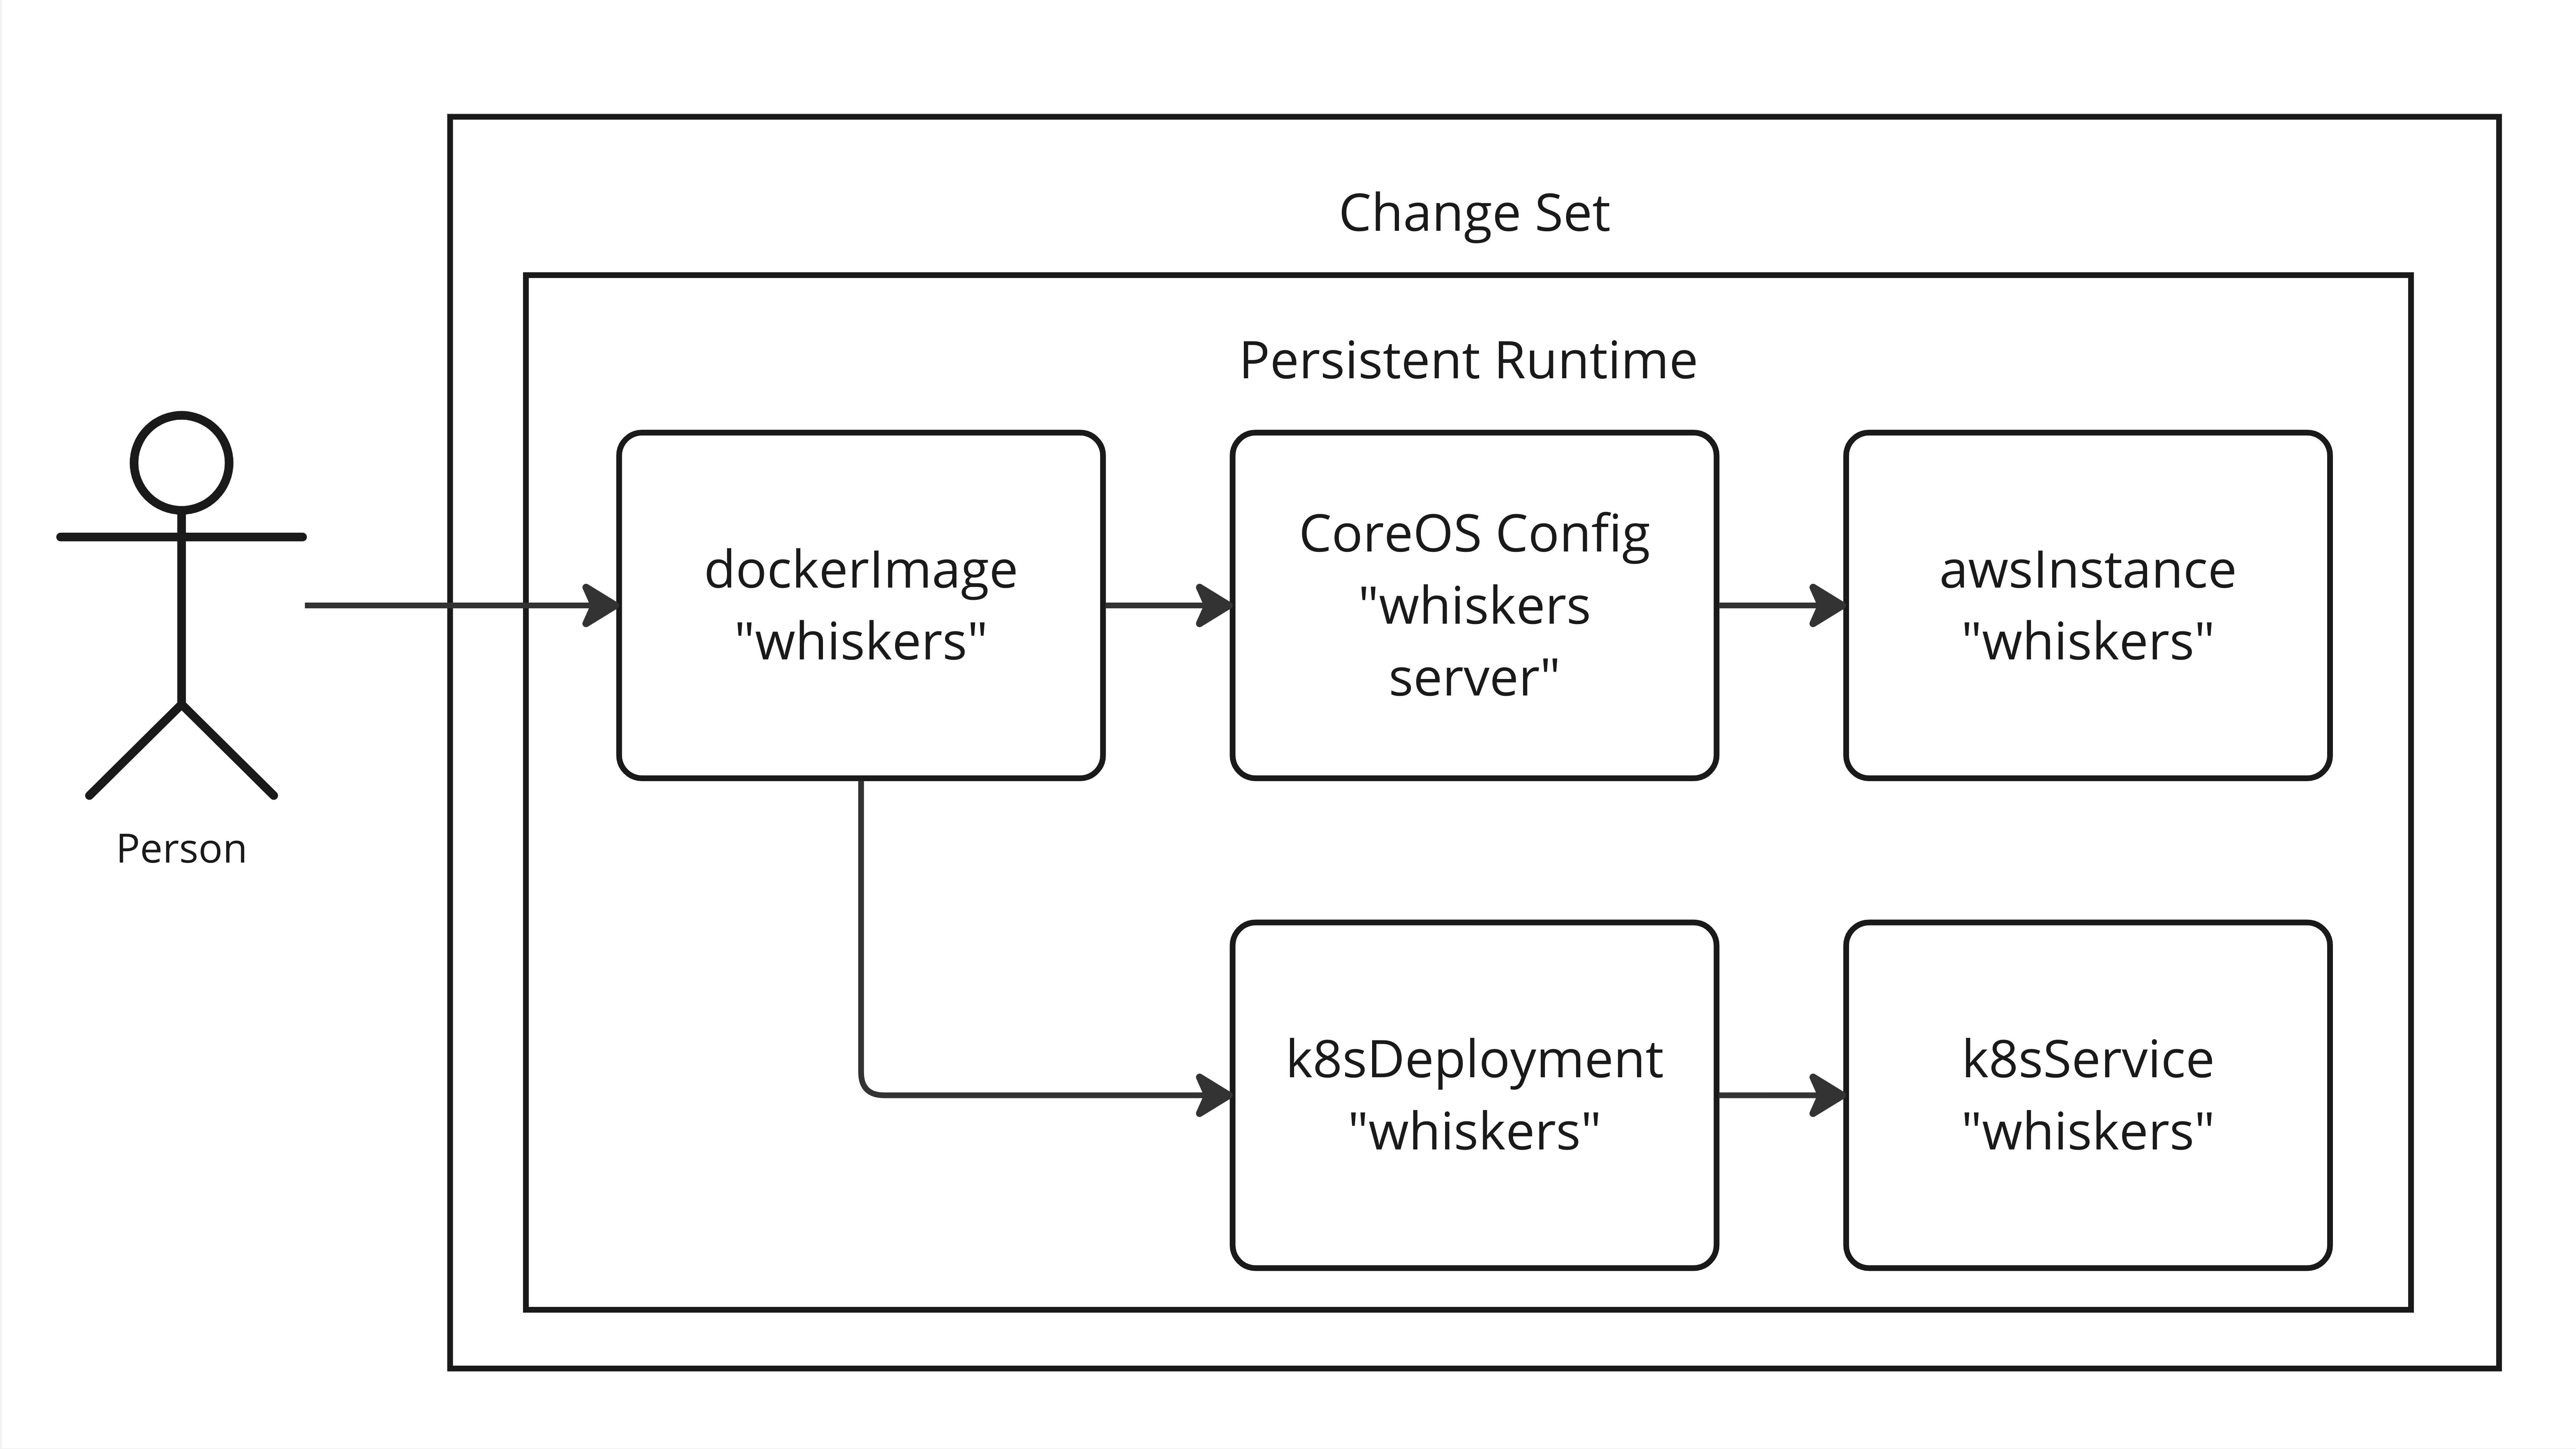 Change Set
Persistent Runtime
dockerImage
"whiskers"
CoreOS Config
"whiskers
server"
awsInstance
"whiskers"
Person
k8sDeployment
"whiskers"
k8sService
"whiskers"